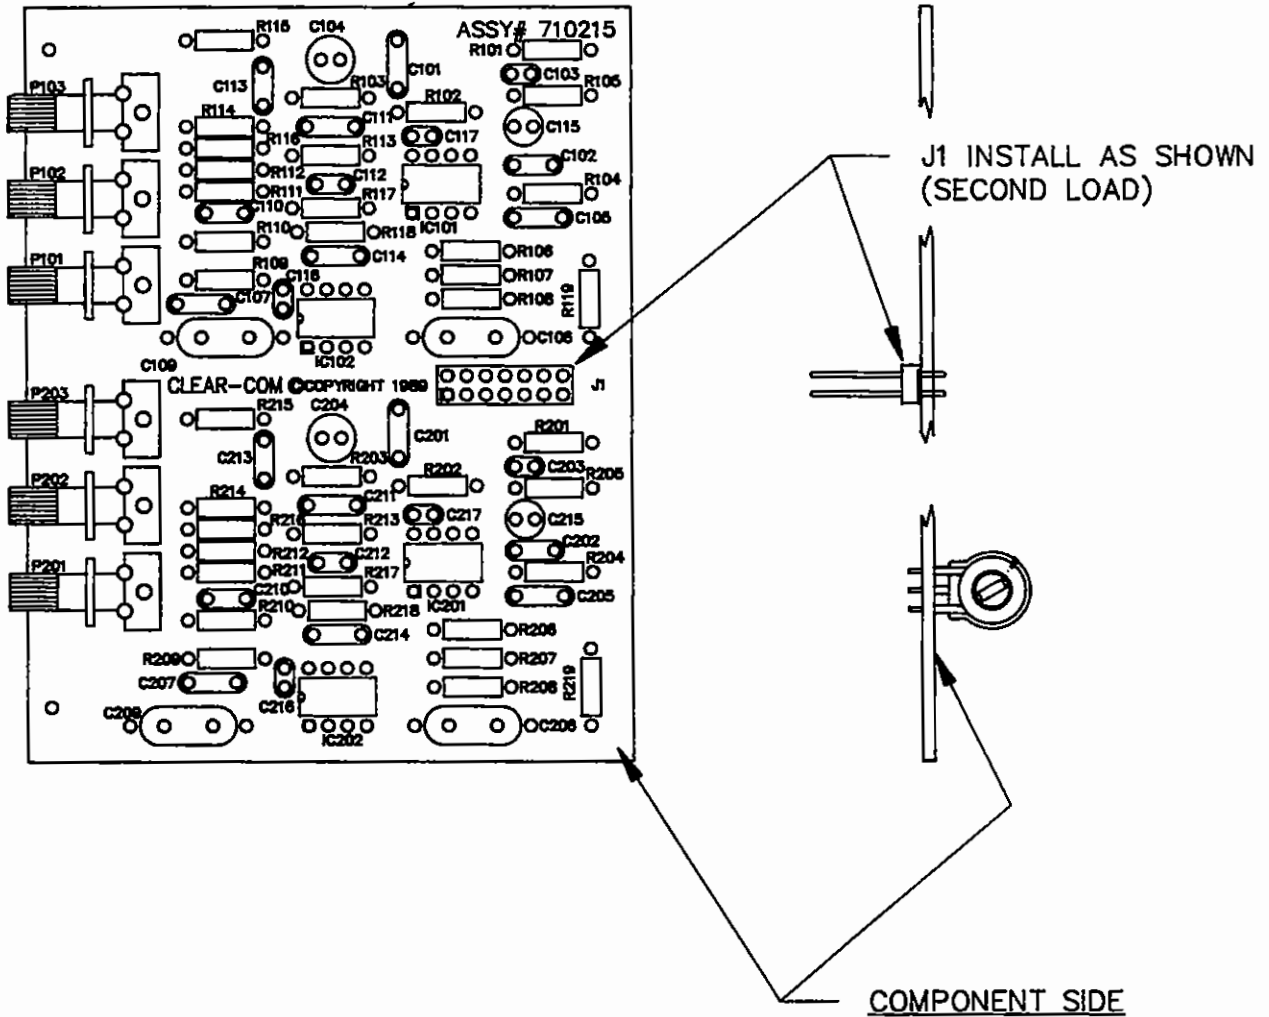 ASSY# 710215
R115
C104
R101
C101
C103
P103
C113
R103
R105
R102
R114
C111
C115
R116
R113
C117
P102
R112
C112
C102
R111
R117
R104
C110
IC101
C105
R110
R118
P101
C114
R106
R109
C116
R107
C107
R108
R119
C106
IC102
C109
CLEAR-COM ©COPYRIGHT 1989
J1
P203
R215
C204
C201
R201
C213
R203
C203
P202
R202
R205
R214
C211
R216
R213
C217
C215
R212
C212
C202
P201
R211
R217
R204
C210
IC201
C205
R210
R218
C214
R206
R209
R207
C207
R208
R219
C216
C209
IC202
C208
J1 INSTALL AS SHOWN
(SECOND LOAD)
COMPONENT SIDE